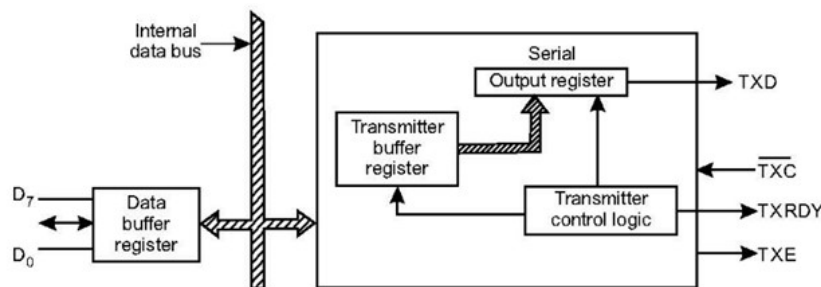 Internal
data bus
Serial
Output register
TXD
Transmitter
buffer
register
TXC
D7
Data
buffer
register
D0
Transmitter
control logic
TXRDY
TXE